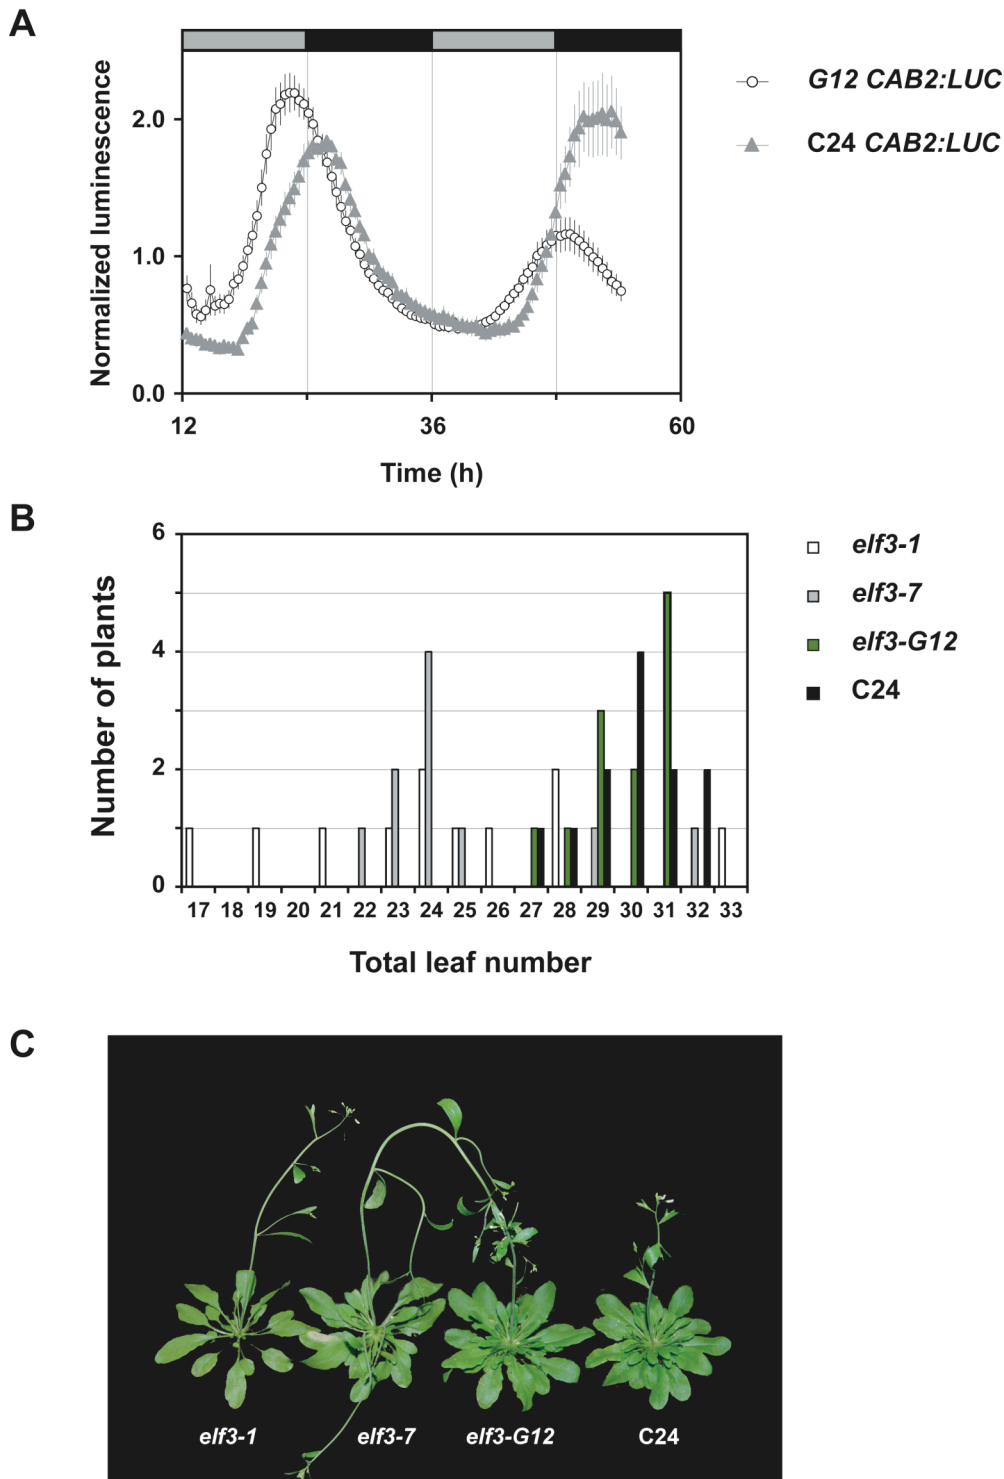 A
G12 CAB2:LUC
C24 CAB2:LUC
Normalized luminescence
2.0
1.0
0.0
12 36 60
Time (h)
B
Number of plants
6
4
2
0
17 18 19 20 21 22 23 24 25 26 27 28 29 30 31 32 33
Total leaf number
elf3-1
elf3-7
elf3-G12
C24
C
elf3-1 elf3-7 elf3-G12 C24